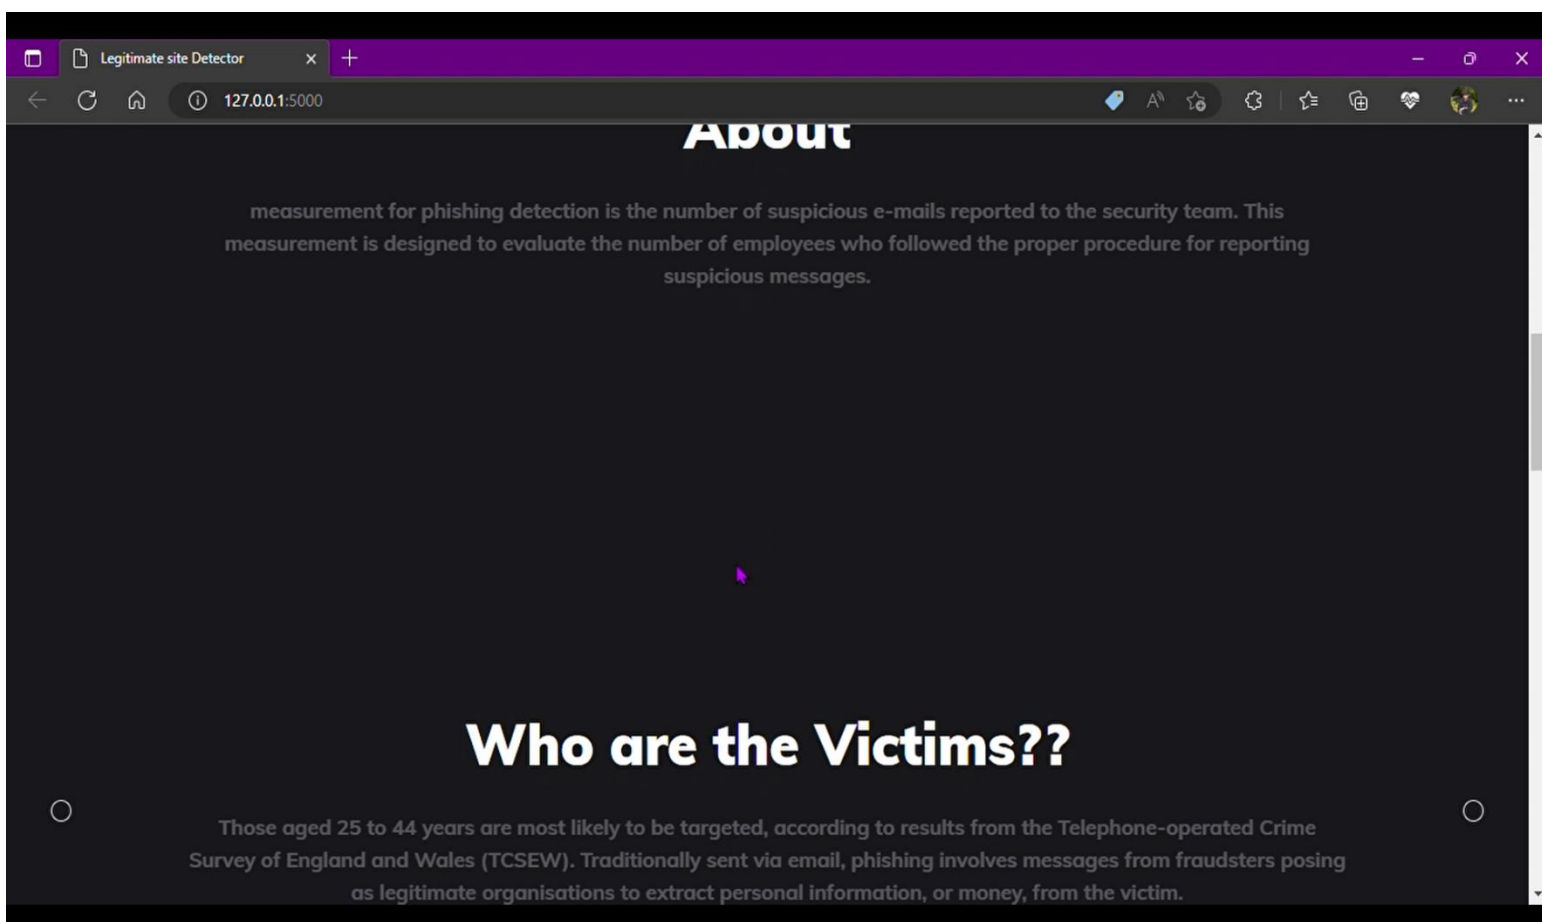 Legitimate site Detector
127.0.0.1:5000
About
measurement for phishing detection is the number of suspicious e-mails reported to the security team. This
measurement is designed to evaluate the number of employees who followed the proper procedure for reporting
suspicious messages.
Who are the Victims??
Those aged 25 to 44 years are most likely to be targeted, according to results from the Telephone-operated Crime
Survey of England and Wales (TCSEW). Traditionally sent via email, phishing involves messages from fraudsters posing
as legitimate organisations to extract personal information, or money, from the victim.